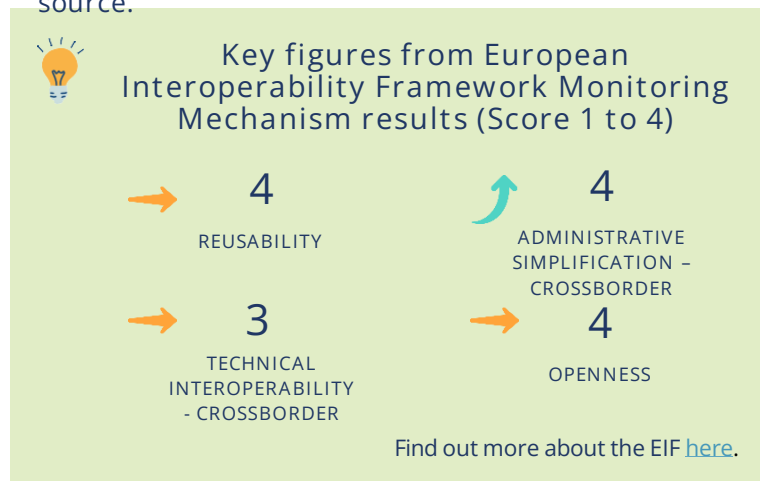 source.
Key figures from European
Interoperability Framework Monitoring
Mechanism results (Score 1 to 4)
4
REUSABILITY
4
ADMINISTRATIVE
SIMPLIFICATION –
CROSSBORDER
3
TECHNICAL
INTEROPERABILITY
- CROSSBORDER
4
OPENNESS
Find out more about the EIF here.